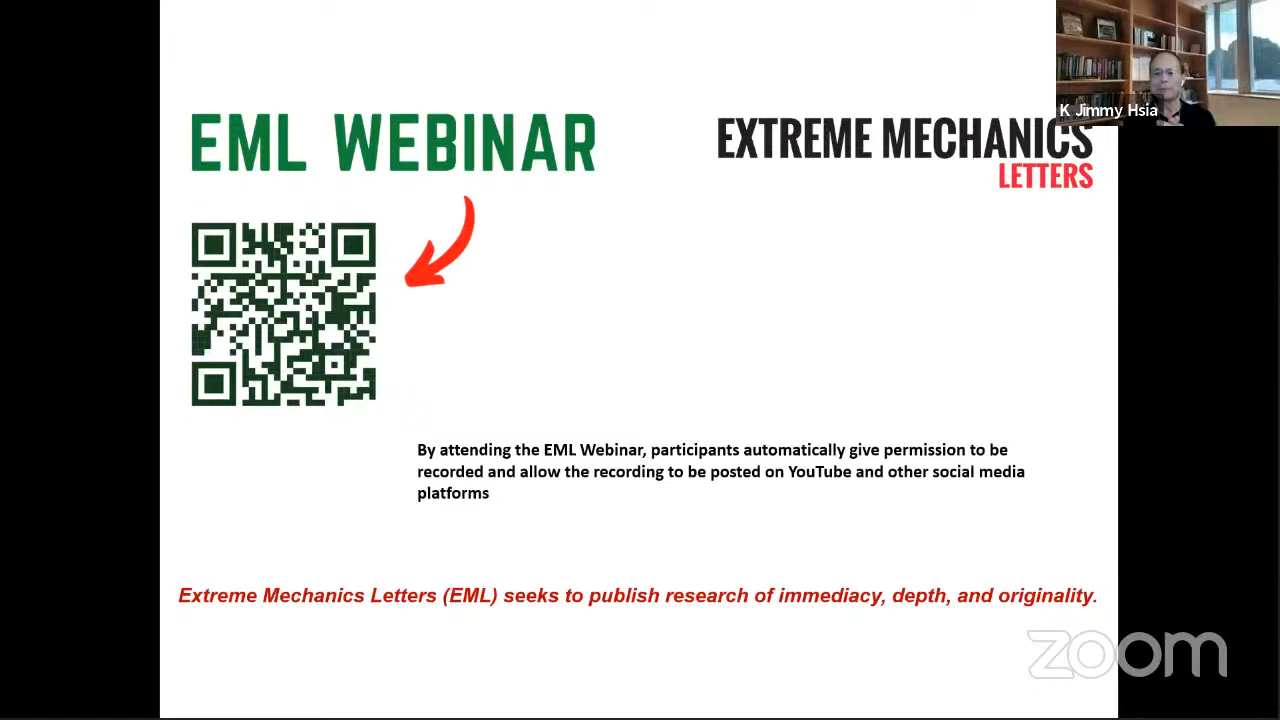 K Jimmy Hsia
EML WEBINAR
EXTREME MECHANICS
LETTERS
By attending the EML Webinar, participants automatically give permission to be
recorded and allow the recording to be posted on YouTube and other social media
platforms
Extreme Mechanics Letters (EML) seeks to publish research of immediacy, depth, and originality.
zoom